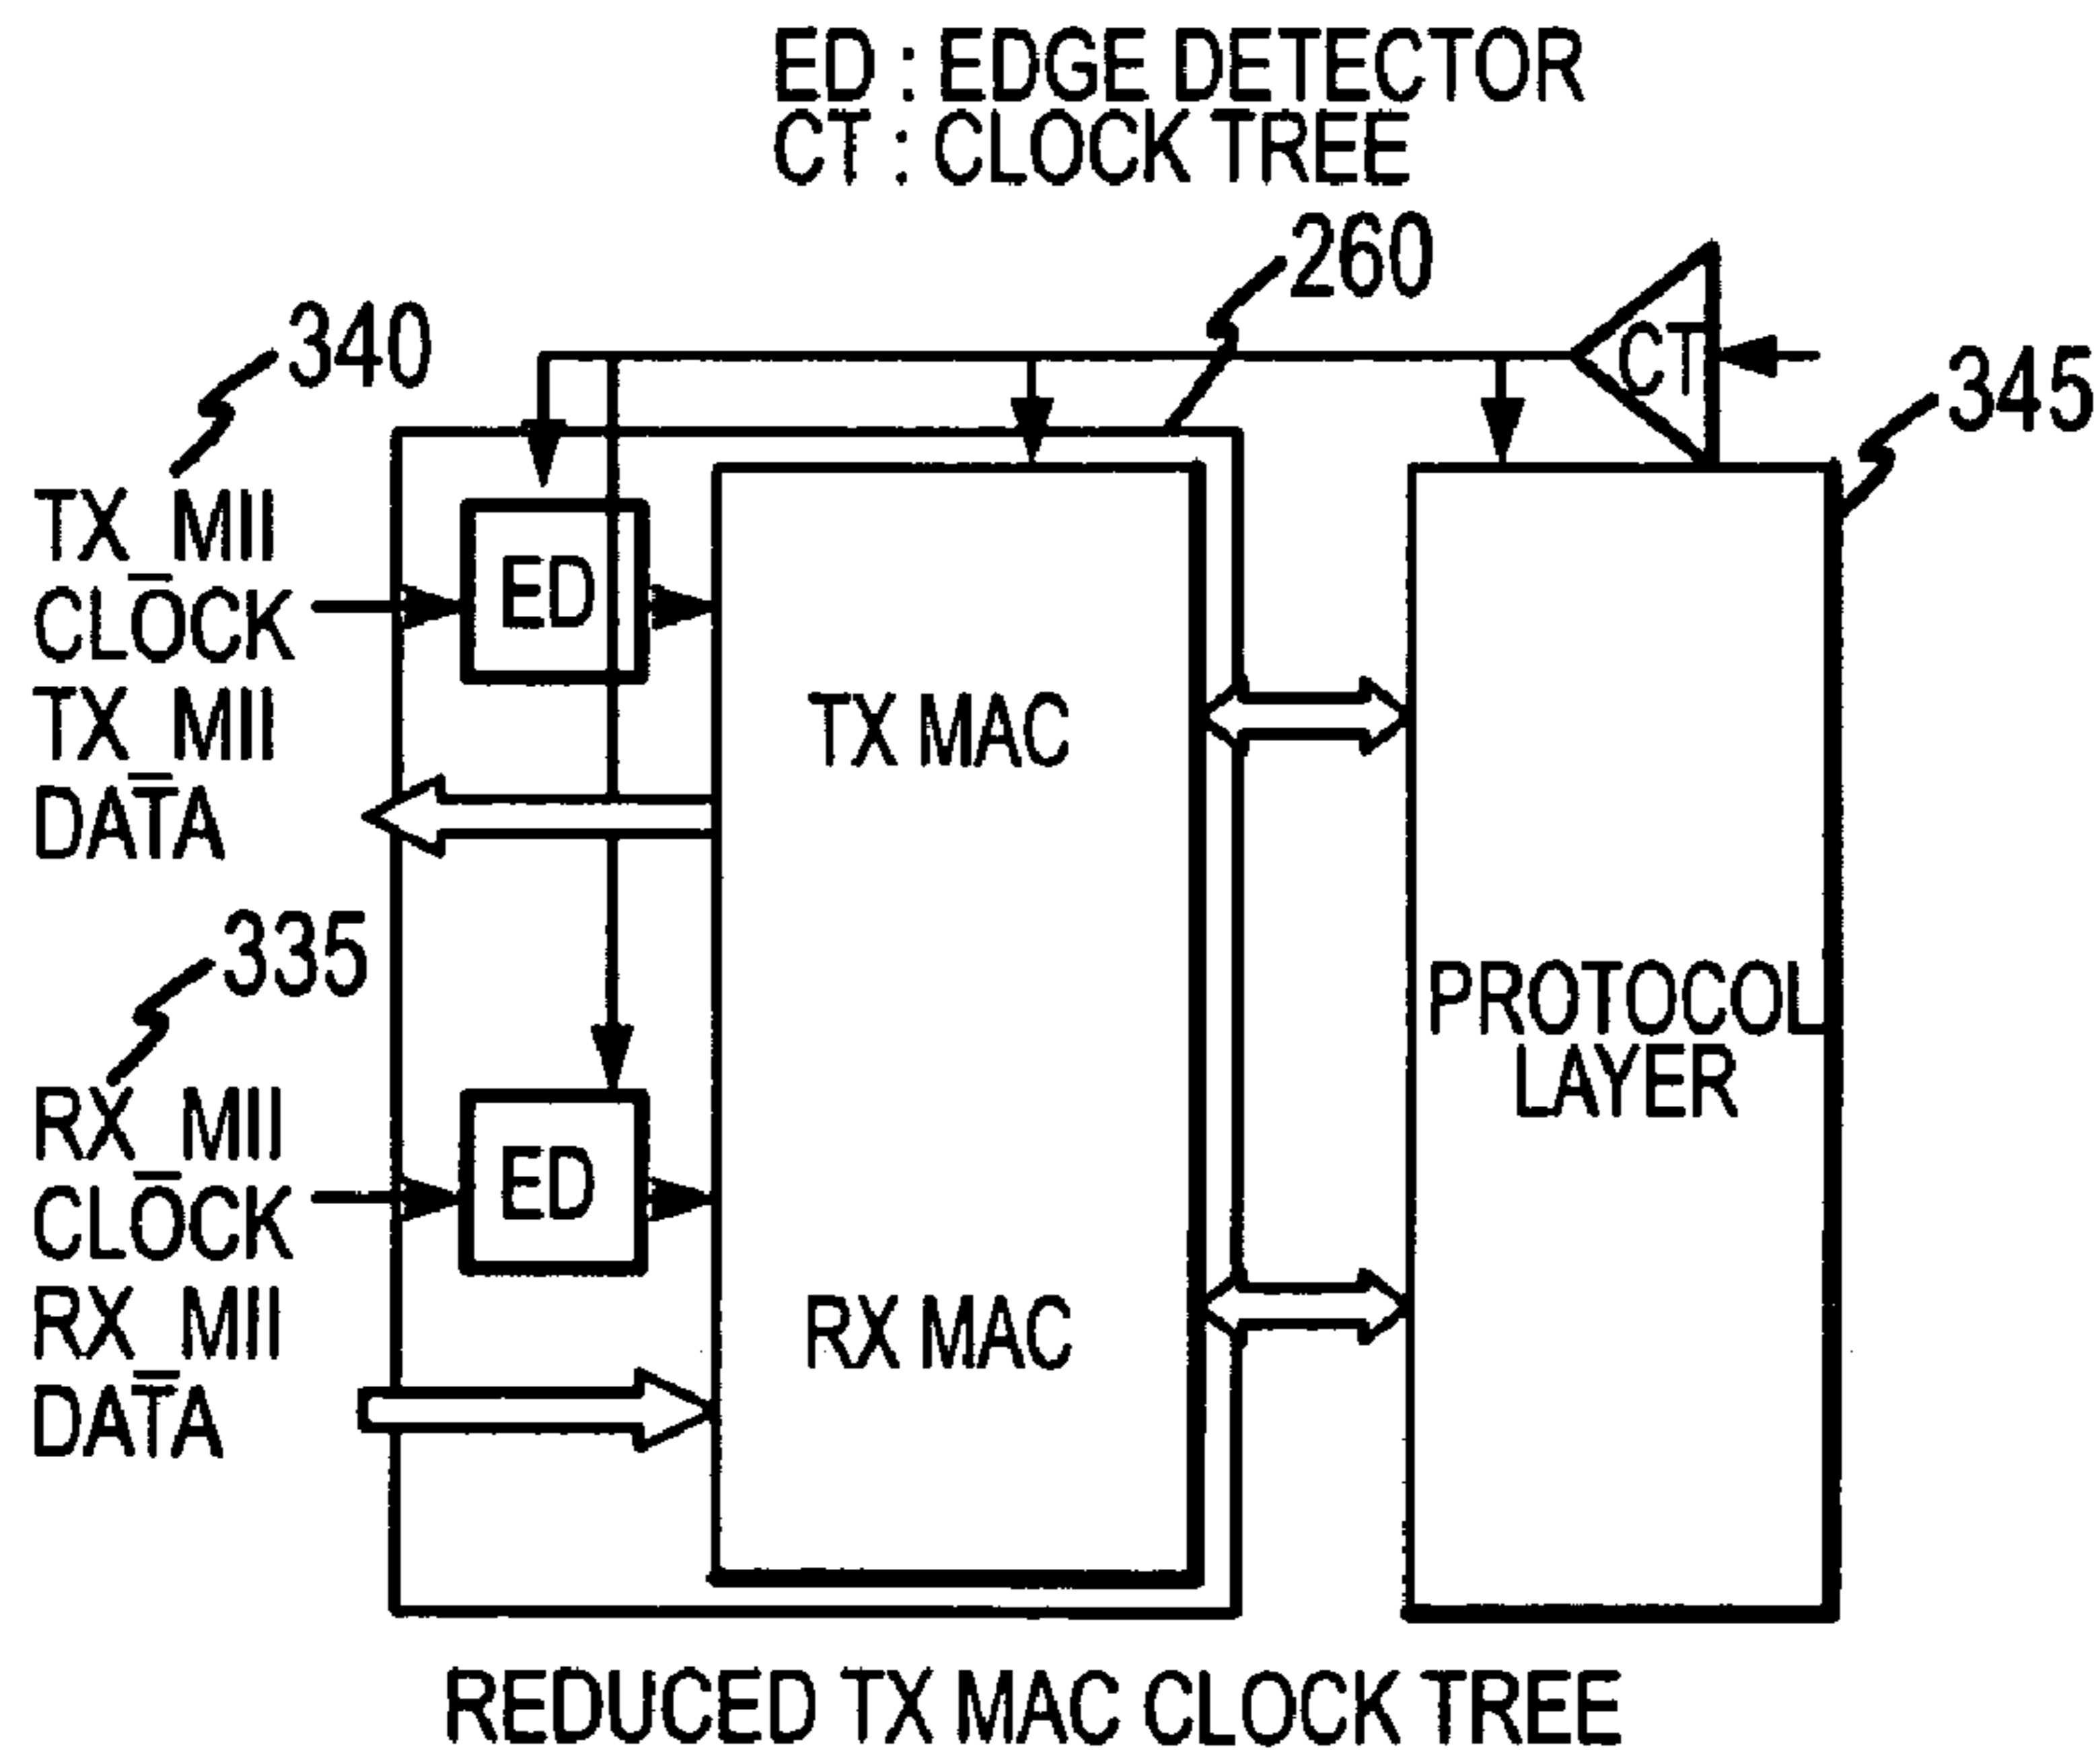 ED : EDGE DETECTOR
CT : CLOCK TREE
260
340
CT
345
TX_MII
CLOCK
ED
TX_MII
DATA
TX MAC
335
PROTOCOL
LAYER
RX_MII
CLOCK
ED
RX_MII
DATA
RX MAC
REDUCED TX MAC CLOCK TREE